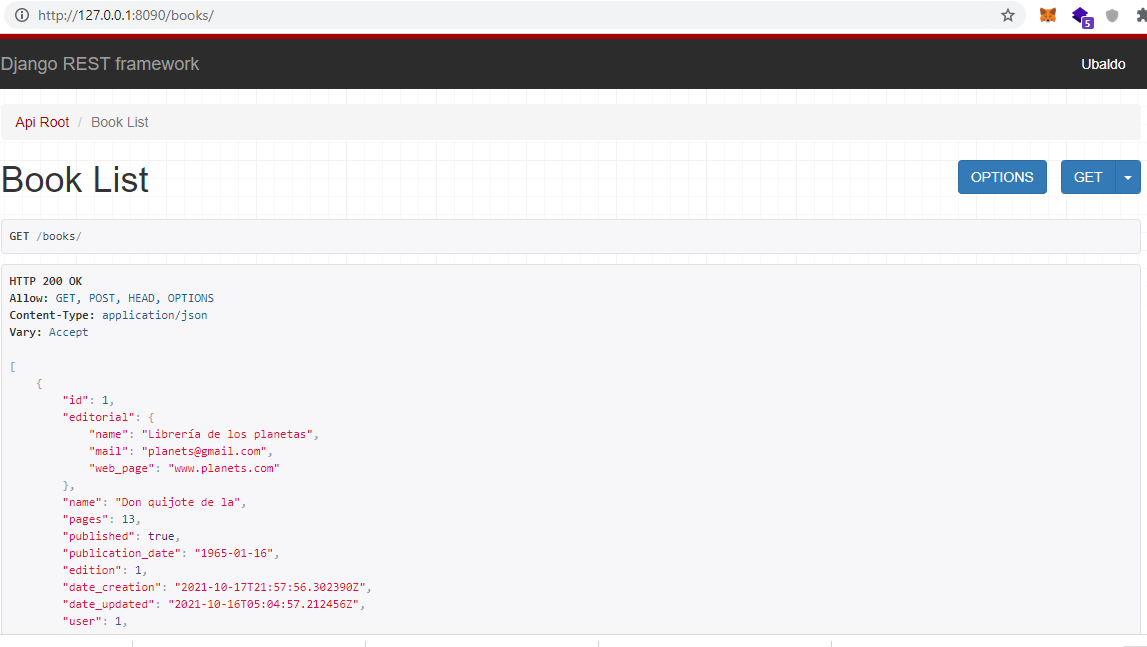 http://127.0.0.1:8090/books/
5
Django REST framework
Ubaldo
Api Root / Book List
Book List
OPTIONS
GET
GET /books/
HTTP 200 OK
Allow: GET, POST, HEAD, OPTIONS
Content-Type: application/json
Vary: Accept
[
{
"id": 1,
"editorial": {
"name": "Librería de los planetas",
"mail": "planets@gmail.com",
"web_page": "www.planets.com"
},
"name": "Don quijote de la",
"pages": 13,
"published": true,
"publication_date": "1965-01-16",
"edition": 1,
"date_creation": "2021-10-17T21:57:56.302390Z",
"date_updated": "2021-10-16T05:04:57.212456Z",
"user": 1,